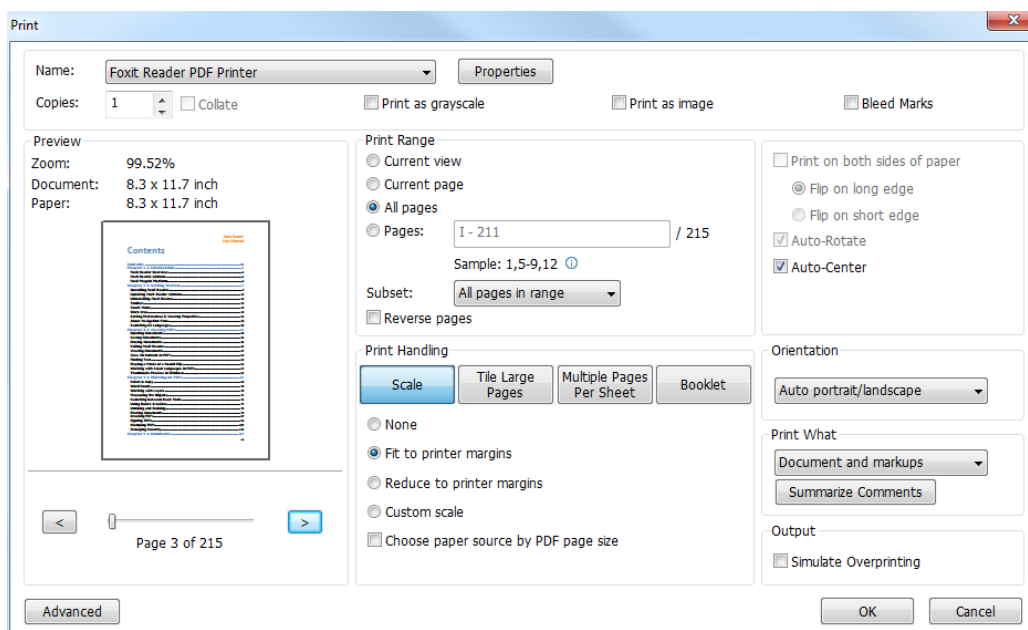 Print
Name: Foxit Reader PDF Printer Properties
Copies: 1 Collate Print as grayscale Print as image Bleed Marks
Preview
Zoom: 99.52%
Document: 8.3 x 11.7 inch
Paper: 8.3 x 11.7 inch
Contents
<
>
Page 3 of 215
Print Range
Current view
Current page
All pages
Pages: I - 211 / 215
Sample: 1,5-9,12
Subset: All pages in range
Reverse pages
Print on both sides of paper
Flip on long edge
Flip on short edge
Auto-Rotate
Auto-Center
Print Handling
Scale
Tile Large
Pages
Multiple Pages
Per Sheet
Booklet
None
Fit to printer margins
Reduce to printer margins
Custom scale
Choose paper source by PDF page size
Orientation
Auto portrait/landscape
Print What
Document and markups
Summarize Comments
Output
Simulate Overprinting
Advanced OK Cancel